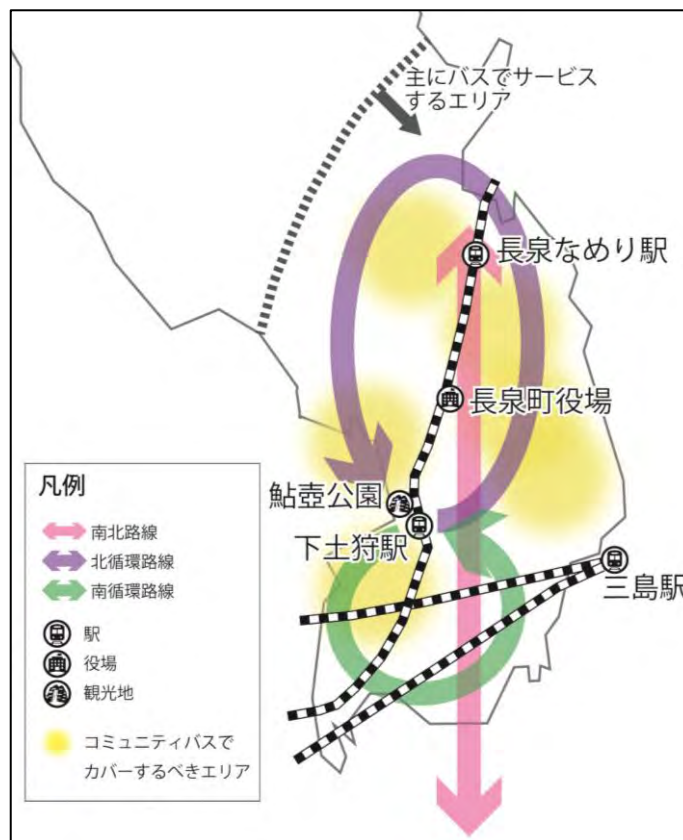 主にバスでサービス
するエリア
長泉なめり駅
長泉町役場
鮎壺公園
下土狩駅
三島駅
凡例
南北路線
北循環路線
南循環路線
駅
役場
観光地
コミュニティバスで
カバーするべきエリア